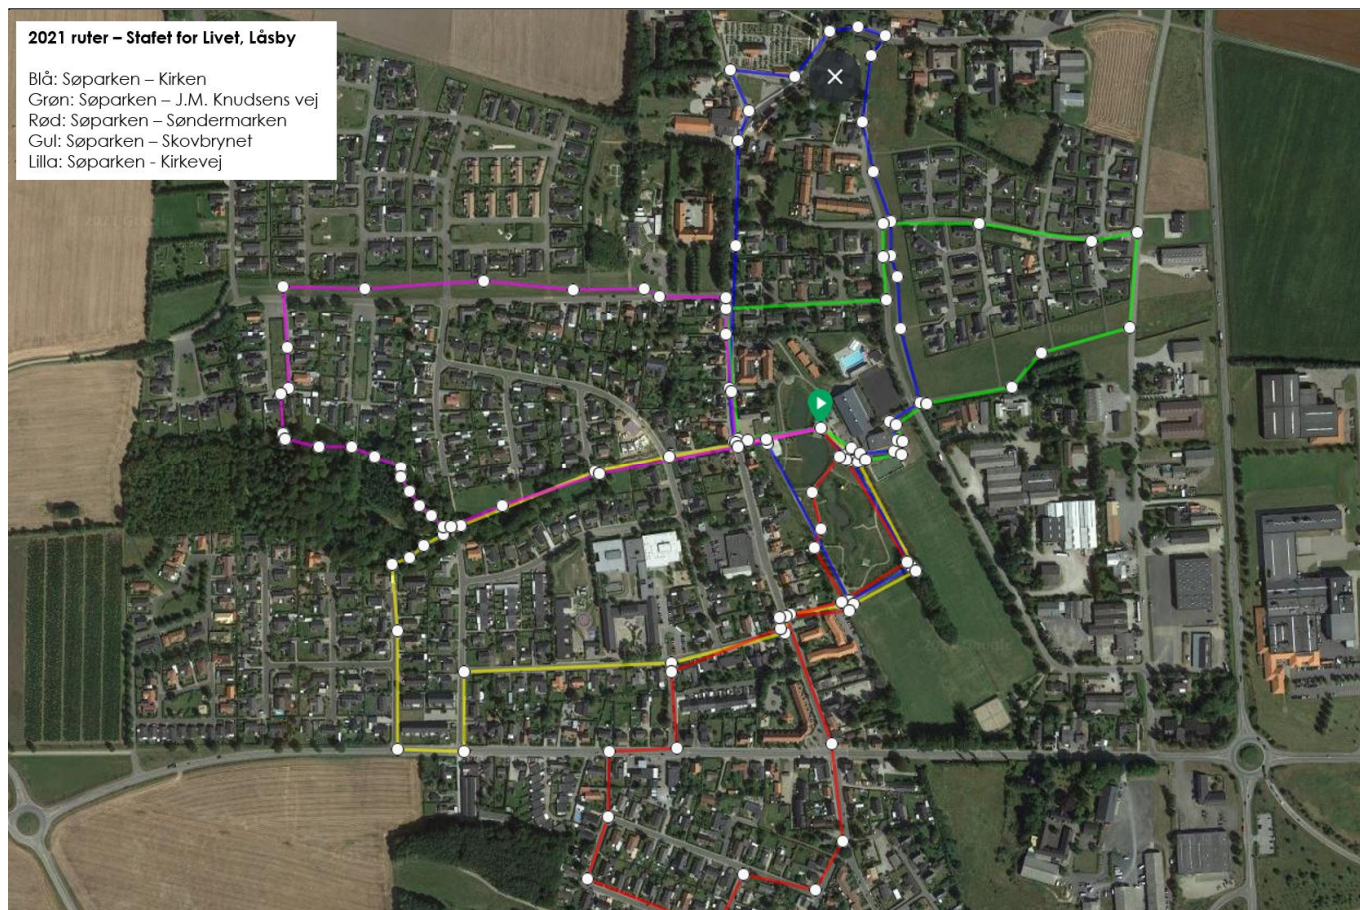 2021 ruter – Stafet for Livet, Låsby
Blå: Søparken – Kirken
Grøn: Søparken – J.M. Knudsens vej
Rød: Søparken – Søndermarken
Gul: Søparken – Skovbrynet
Lilla: Søparken - Kirkevej